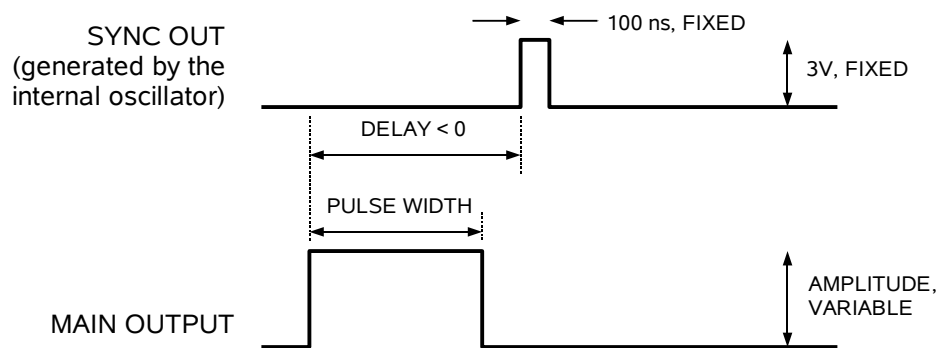 100 ns, FIXED
SYNC OUT
(generated by the
internal oscillator)
3V, FIXED
DELAY < 0
PULSE WIDTH
AMPLITUDE,
VARIABLE
MAIN OUTPUT